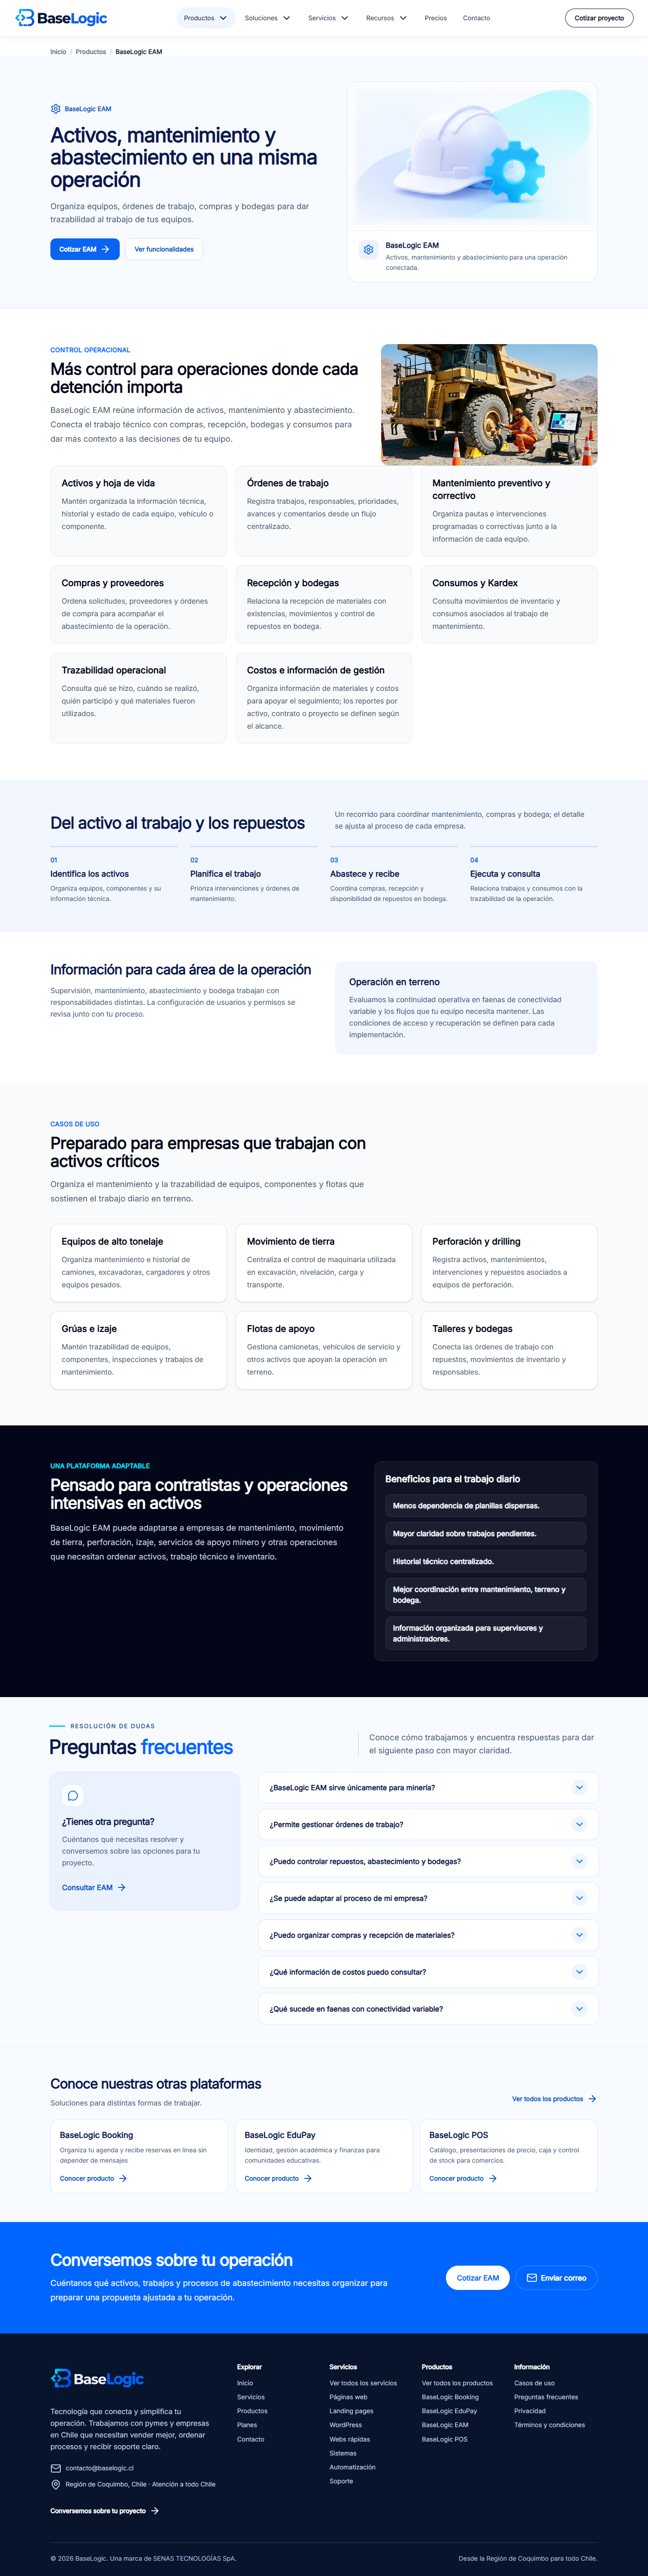 BaseLogic
Productos
Soluciones
Servicios
Recursos
Precios
Contacto
Cotizar proyecto
Inicio / Productos / BaseLogic EAM
BaseLogic EAM
Activos, mantenimiento y
abastecimiento en una misma
operación
Organiza equipos, órdenes de trabajo, compras y bodegas para dar
trazabilidad al trabajo de tus equipos.
Cotizar EAM
Ver funcionalidades
BaseLogic EAM
Activos, mantenimiento y abastecimiento para una operación
conectada.
CONTROL OPERACIONAL
Más control para operaciones donde cada
detención importa
BaseLogic EAM reúne información de activos, mantenimiento y abastecimiento.
Conecta el trabajo técnico con compras, recepción, bodegas y consumos para
dar más contexto a las decisiones de tu equipo.
Activos y hoja de vida
Mantén organizada la información técnica,
historial y estado de cada equipo, vehículo o
componente.
Órdenes de trabajo
Registra trabajos, responsables, prioridades,
avances y comentarios desde un flujo
centralizado.
Mantenimiento preventivo y
correctivo
Organiza pautas e intervenciones
programadas o correctivas junto a la
información de cada equipo.
Compras y proveedores
Ordena solicitudes, proveedores y órdenes
de compra para acompañar el
abastecimiento de la operación.
Recepción y bodegas
Relaciona la recepción de materiales con
existencias, movimientos y control de
repuestos en bodega.
Consumos y Kardex
Consulta movimientos de inventario y
consumos asociados al trabajo de
mantenimiento.
Trazabilidad operacional
Consulta qué se hizo, cuándo se realizó,
quién participó y qué materiales fueron
utilizados.
Costos e información de gestión
Organiza información de materiales y costos
para apoyar el seguimiento; los reportes por
activo, contrato o proyecto se definen según
el alcance.
Del activo al trabajo y los repuestos
Un recorrido para coordinar mantenimiento, compras y bodega; el detalle
se ajusta al proceso de cada empresa.
01
Identifica los activos
Organiza equipos, componentes y su
información técnica.
02
Planifica el trabajo
Prioriza intervenciones y órdenes de
mantenimiento.
03
Abastece y recibe
Coordina compras, recepción y
disponibilidad de repuestos en bodega.
04
Ejecuta y consulta
Relaciona trabajos y consumos con la
trazabilidad de la operación.
Información para cada área de la operación
Supervisión, mantenimiento, abastecimiento y bodega trabajan con
responsabilidades distintas. La configuración de usuarios y permisos se
revisa junto con tu proceso.
Operación en terreno
Evaluamos la continuidad operativa en faenas de conectividad
variable y los flujos que tu equipo necesita mantener. Las
condiciones de acceso y recuperación se definen para cada
implementación.
CASOS DE USO
Preparado para empresas que trabajan con
activos críticos
Organiza el mantenimiento y la trazabilidad de equipos, componentes y flotas que
sostienen el trabajo diario en terreno.
Equipos de alto tonelaje
Organiza mantenimiento e historial de
camiones, excavadoras, cargadores y otros
equipos pesados.
Movimiento de tierra
Centraliza el control de maquinaria utilizada
en excavación, nivelación, carga y
transporte.
Perforación y drilling
Registra activos, mantenimientos,
intervenciones y repuestos asociados a
equipos de perforación.
Grúas e izaje
Mantén trazabilidad de equipos,
componentes, inspecciones y trabajos de
mantenimiento.
Flotas de apoyo
Gestiona camionetas, vehículos de servicio y
otros activos que apoyan la operación en
terreno.
Talleres y bodegas
Conecta las órdenes de trabajo con
repuestos, movimientos de inventario y
responsables.
UNA PLATAFORMA ADAPTABLE
Pensado para contratistas y operaciones
intensivas en activos
BaseLogic EAM puede adaptarse a empresas de mantenimiento, movimiento
de tierra, perforación, izaje, servicios de apoyo minero y otras operaciones
que necesitan ordenar activos, trabajo técnico e inventario.
Beneficios para el trabajo diario
Menos dependencia de planillas dispersas.
Mayor claridad sobre trabajos pendientes.
Historial técnico centralizado.
Mejor coordinación entre mantenimiento, terreno y
bodega.
Información organizada para supervisores y
administradores.
RESOLUCIÓN DE DUDAS
Preguntas frecuentes
Conoce cómo trabajamos y encuentra respuestas para dar
el siguiente paso con mayor claridad.
¿Tienes otra pregunta?
Cuéntanos qué necesitas resolver y
conversemos sobre las opciones para tu
proyecto.
Consultar EAM
¿BaseLogic EAM sirve únicamente para minería?
¿Permite gestionar órdenes de trabajo?
¿Puedo controlar repuestos, abastecimiento y bodegas?
¿Se puede adaptar al proceso de mi empresa?
¿Puedo organizar compras y recepción de materiales?
¿Qué información de costos puedo consultar?
¿Qué sucede en faenas con conectividad variable?
Conoce nuestras otras plataformas
Soluciones para distintas formas de trabajar.
Ver todos los productos
BaseLogic Booking
Organiza tu agenda y recibe reservas en línea sin
depender de mensajes
Conocer producto
BaseLogic EduPay
Identidad, gestión académica y finanzas para
comunidades educativas.
Conocer producto
BaseLogic POS
Catálogo, presentaciones de precio, caja y control
de stock para comercios.
Conocer producto
Conversemos sobre tu operación
Cuéntanos qué activos, trabajos y procesos de abastecimiento necesitas organizar para
preparar una propuesta ajustada a tu operación.
Cotizar EAM
Enviar correo
BaseLogic
Tecnología que conecta y simplifica tu
operación. Trabajamos con pymes y empresas
en Chile que necesitan vender mejor, ordenar
procesos y recibir soporte claro.
contacto@baselogic.cl
Región de Coquimbo, Chile · Atención a todo Chile
Conversemos sobre tu proyecto
Explorar
Inicio
Servicios
Productos
Planes
Contacto
Servicios
Ver todos los servicios
Páginas web
Landing pages
WordPress
Webs rápidas
Sistemas
Automatización
Soporte
Productos
Ver todos los productos
BaseLogic Booking
BaseLogic EduPay
BaseLogic EAM
BaseLogic POS
Información
Casos de uso
Preguntas frecuentes
Privacidad
Términos y condiciones
© 2026 BaseLogic. Una marca de SENAS TECNOLOGÍAS SpA.
Desde la Región de Coquimbo para todo Chile.